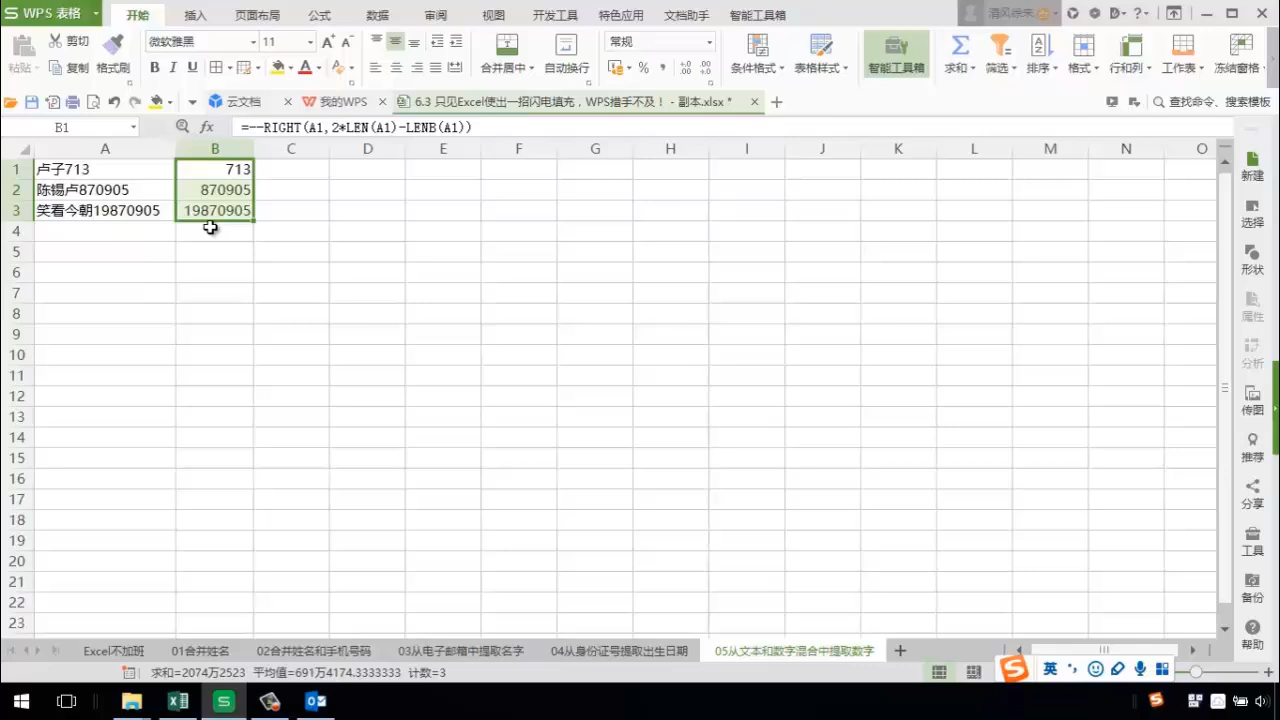 WPS 表格
开始
插入
页面布局
公式
数据
审阅
视图
开发工具
特色应用
文档助手
智能工具箱
粘贴
剪切
复制
格式刷
微软雅黑
11
B
I
U
合并居中
自动换行
常规
条件格式
表格样式
智能工具箱
求和
筛选
排序
格式
行和列
工作表
冻结窗格
云文档
我的WPS
6.3 只见Excel使出一招闪电填充，WPS措手不及！ - 副本.xlsx *
查找命令、搜索模板
B1
fx
=--RIGHT(A1,2*LEN(A1)-LENB(A1))
A B C D E F G H I J K L M N O
1 卢子713 713
2 陈锡卢870905 870905
3 笑看今朝19870905 19870905
4
5
6
7
8
9
10
11
12
13
14
15
16
17
18
19
20
21
22
23
新建
选择
形状
属性
分析
传图
推荐
分享
工具
备份
帮助
Excel不加班
01合并姓名
02合并姓名和手机号码
03从电子邮箱中提取名字
04从身份证号提取出生日期
05从文本和数字混合中提取数字
求和=2074万2523 平均值=691万4174.3333333 计数=3
英